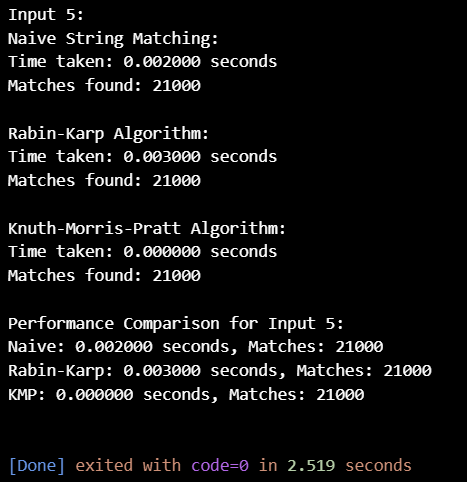 Input 5:
Naive String Matching:
Time taken: 0.002000 seconds
Matches found: 21000
Rabin-Karp Algorithm:
Time taken: 0.003000 seconds
Matches found: 21000
Knuth-Morris-Pratt Algorithm:
Time taken: 0.000000 seconds
Matches found: 21000
Performance Comparison for Input 5:
Naive: 0.002000 seconds, Matches: 21000
Rabin-Karp: 0.003000 seconds, Matches: 21000
KMP: 0.000000 seconds, Matches: 21000
[Done] exited with code=0 in 2.519 seconds